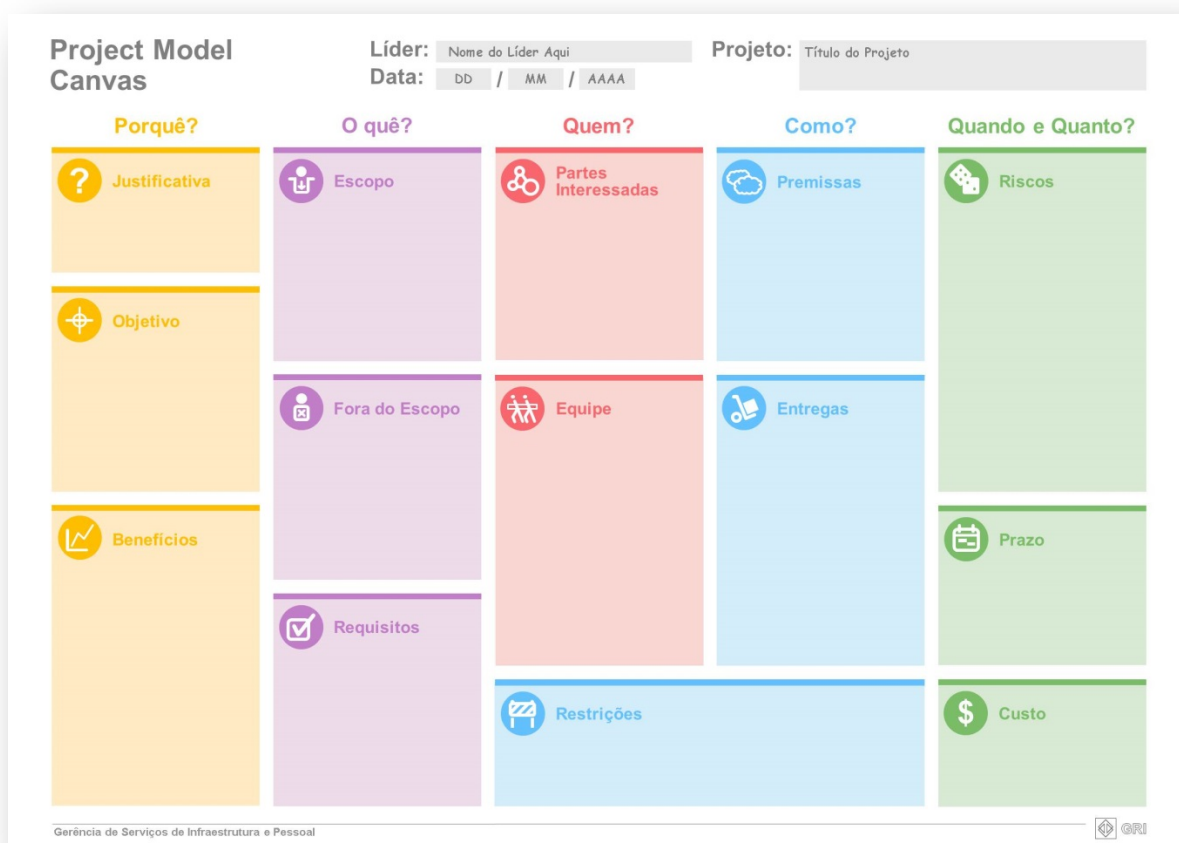 Project Model
Canvas
Líder: Nome do Líder Aqui
Data: DD / MM / AAAA
Projeto: Título do Projeto
Porquê?
Justificativa
Objetivo
Benefícios
O quê?
Escopo
Fora do Escopo
Requisitos
Quem?
Partes
Interessadas
Equipe
Como?
Premissas
Entregas
Restrições
Quando e Quanto?
Riscos
Prazo
$ Custo
Gerência de Serviços de Infraestrutura e Pessoal
GRI